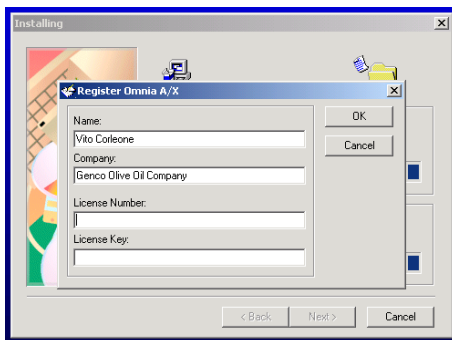 Installing
Register Omnia A/X
Name:
Vito Corleone
Company:
Genco Olive Oil Company
License Number:
License Key:
OK
Cancel
< Back
Next >
Cancel